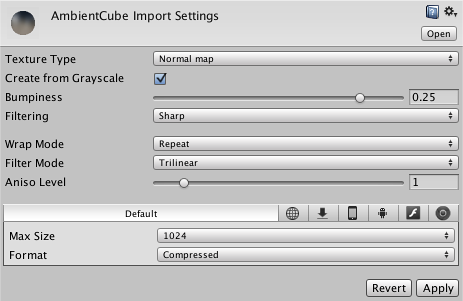 AmbientCube Import Settings
Open
Texture Type Normal map
Create from Grayscale
Bumpiness 0.25
Filtering Sharp
Wrap Mode Repeat
Filter Mode Trilinear
Aniso Level 1
Default
Max Size 1024
Format Compressed
Revert Apply